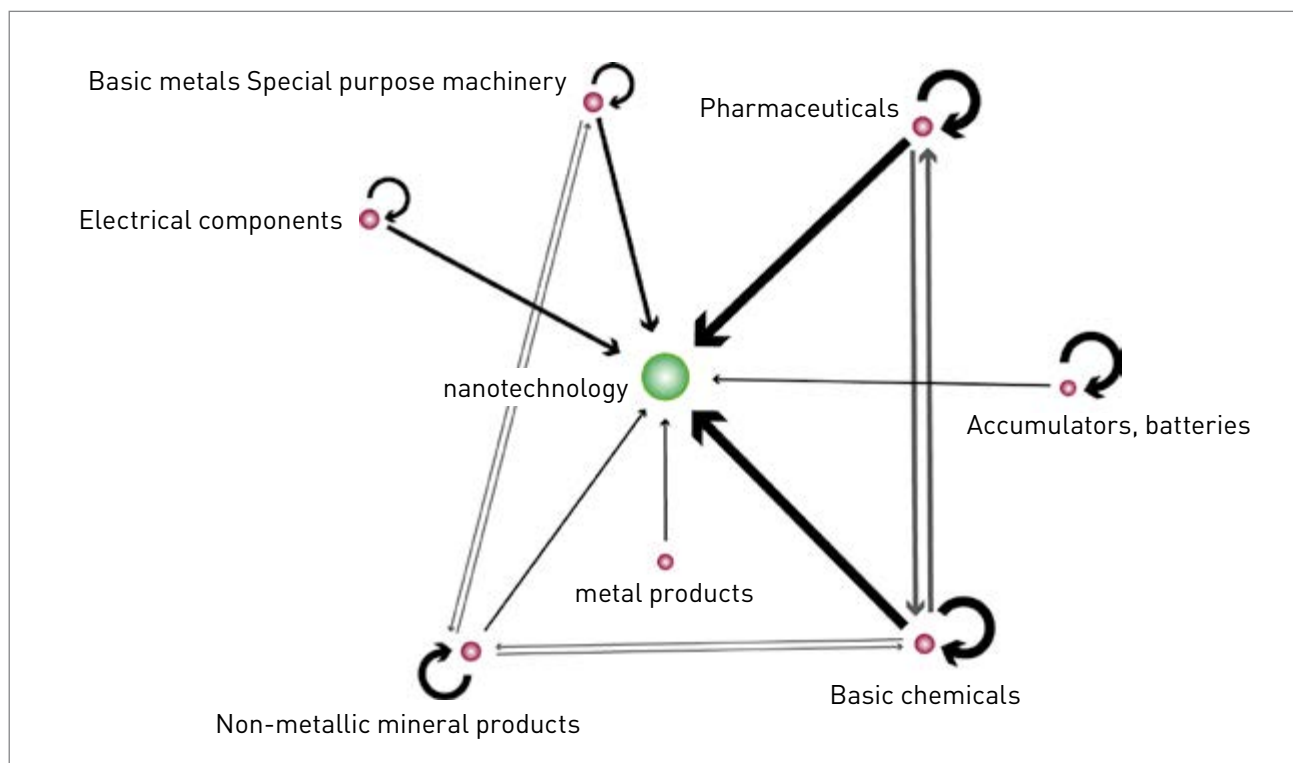 Basic metals Special purpose machinery
Pharmaceuticals
Electrical components
nanotechnology
Accumulators, batteries
metal products
Basic chemicals
Non-metallic mineral products